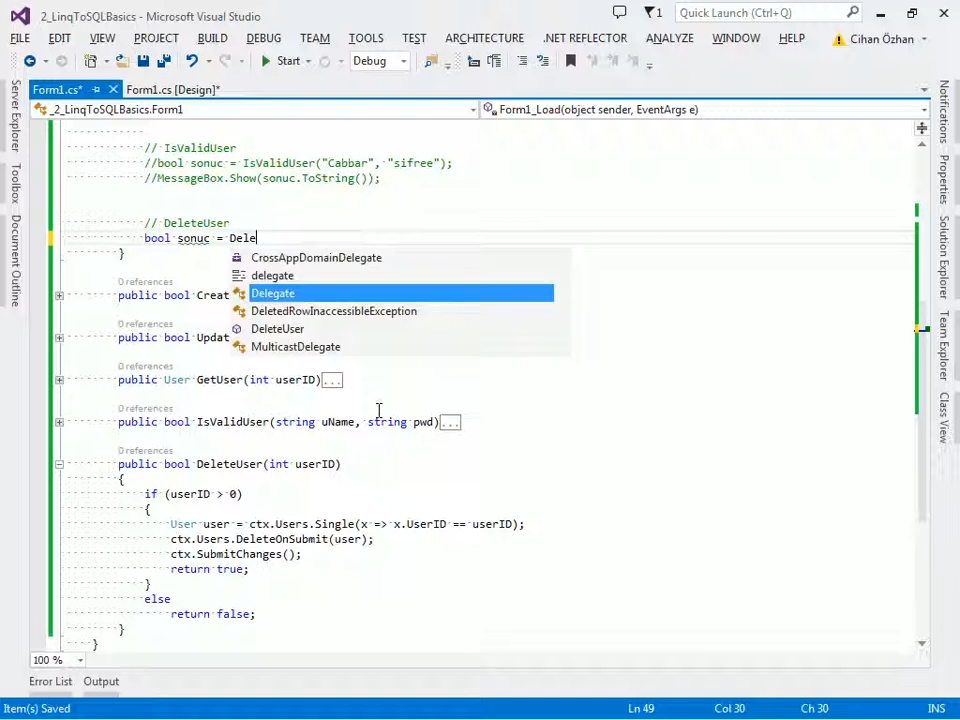 2_LinqToSQLBasics - Microsoft Visual Studio
1
Quick Launch (Ctrl+Q)
FILE EDIT VIEW PROJECT BUILD DEBUG TEAM TOOLS TEST ARCHITECTURE .NET REFLECTOR ANALYZE WINDOW HELP Cihan Özhan
Start Debug
Form1.cs* Form1.cs [Design]*
_2_LinqToSQLBasics.Form1 Form1_Load(object sender, EventArgs e)
Server Explorer
Toolbox
Document Outline
// IsValidUser
//bool sonuc = IsValidUser("Cabbar", "sifree");
//MessageBox.Show(sonuc.ToString());
// DeleteUser
bool sonuc = Dele
}
CrossAppDomainDelegate
delegate
Delegate
DeletedRowInaccessibleException
DeleteUser
MulticastDelegate
0 references
public bool Creat
0 references
public bool Updat
0 references
public User GetUser(int userID)...
0 references
public bool IsValidUser(string uName, string pwd)...
0 references
public bool DeleteUser(int userID)
{
if (userID > 0)
{
User user = ctx.Users.Single(x => x.UserID == userID);
ctx.Users.DeleteOnSubmit(user);
ctx.SubmitChanges();
return true;
}
else
return false;
}
}
Notifications
Properties
Solution Explorer
Team Explorer
Class View
100 %
Error List Output
Item(s) Saved Ln 49 Col 30 Ch 30 INS